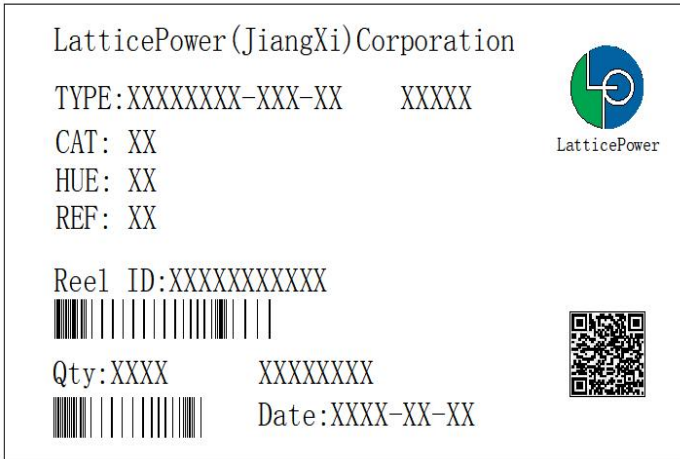 LatticePower(JiangXi)Corporation
TYPE:XXXXXXXX-XXX-XX XXXXX
LatticePower
CAT: XX
HUE: XX
REF: XX
Reel ID:XXXXXXXXXXX
Qty:XXXX XXXXXXXX
Date:XXXX-XX-XX